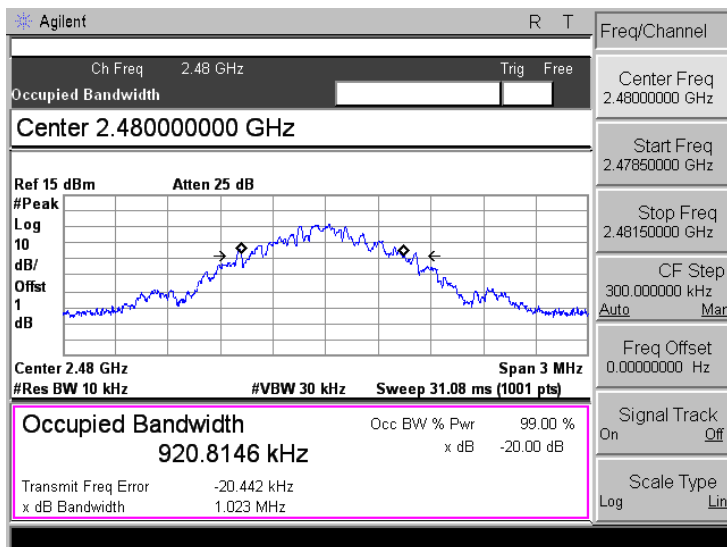 Agilent R T
Freq/Channel
Ch Freq 2.48 GHz Trig Free
Occupied Bandwidth
Center 2.480000000 GHz
Ref 15 dBm Atten 25 dB
#Peak
Log
10
dB/
Offst
1
dB
Center 2.48 GHz Span 3 MHz
#Res BW 10 kHz #VBW 30 kHz Sweep 31.08 ms (1001 pts)
Occupied Bandwidth
920.8146 kHz
Occ BW % Pwr 99.00 %
x dB -20.00 dB
Transmit Freq Error -20.442 kHz
x dB Bandwidth 1.023 MHz
Center Freq
2.48000000 GHz
Start Freq
2.47850000 GHz
Stop Freq
2.48150000 GHz
CF Step
300.000000 kHz
Auto Man
Freq Offset
0.00000000 Hz
Signal Track
On Off
Scale Type
Log Lin